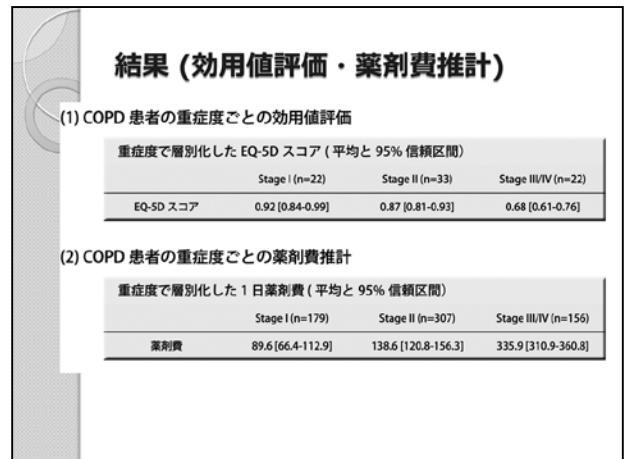 結果 (効用値評価・薬剤費推計)
(1) COPD 患者の重症度ごとの効用値評価
重症度で層別化した EQ-5D スコア ( 平均と 95% 信頼区間)
Stage I (n=22) Stage II (n=33) Stage III/IV (n=22)
EQ-5D スコア 0.92 [0.84-0.99] 0.87 [0.81-0.93] 0.68 [0.61-0.76]
(2) COPD 患者の重症度ごとの薬剤費推計
重症度で層別化した 1 日薬剤費 ( 平均と 95% 信頼区間)
Stage I (n=179) Stage II (n=307) Stage III/IV (n=156)
薬剤費 89.6 [66.4-112.9] 138.6 [120.8-156.3] 335.9 [310.9-360.8]